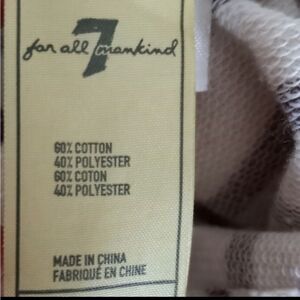 for all 7 mankind
60% COTTON
40% POLYESTER
60% COTON
40% POLYESTER
MADE IN CHINA
FABRIQUÉ EN CHINE